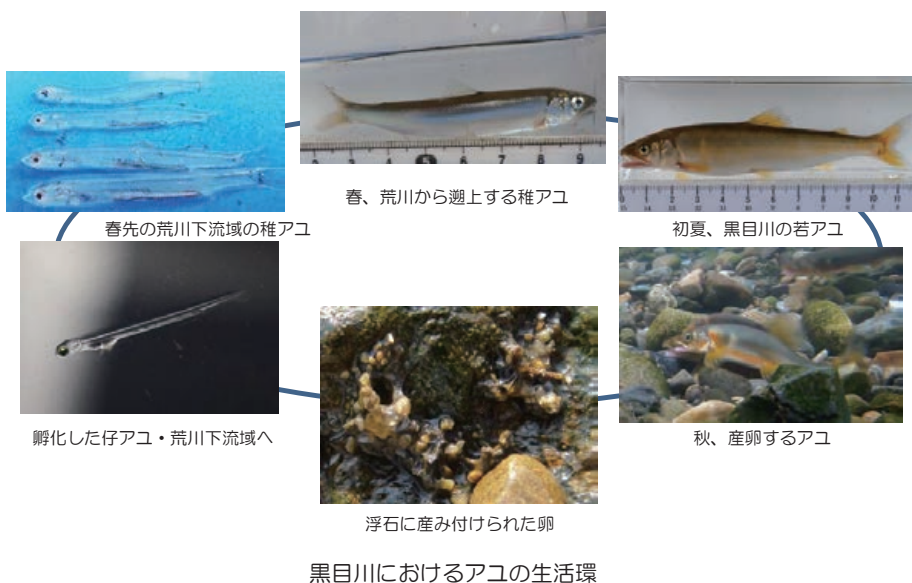 春、荒川から遡上する稚アユ
春先の荒川下流域の稚アユ
初夏、黒目川の若アユ
孵化した仔アユ・荒川下流域へ
秋、産卵するアユ
浮石に産み付けられた卵
黒目川におけるアユの生活環